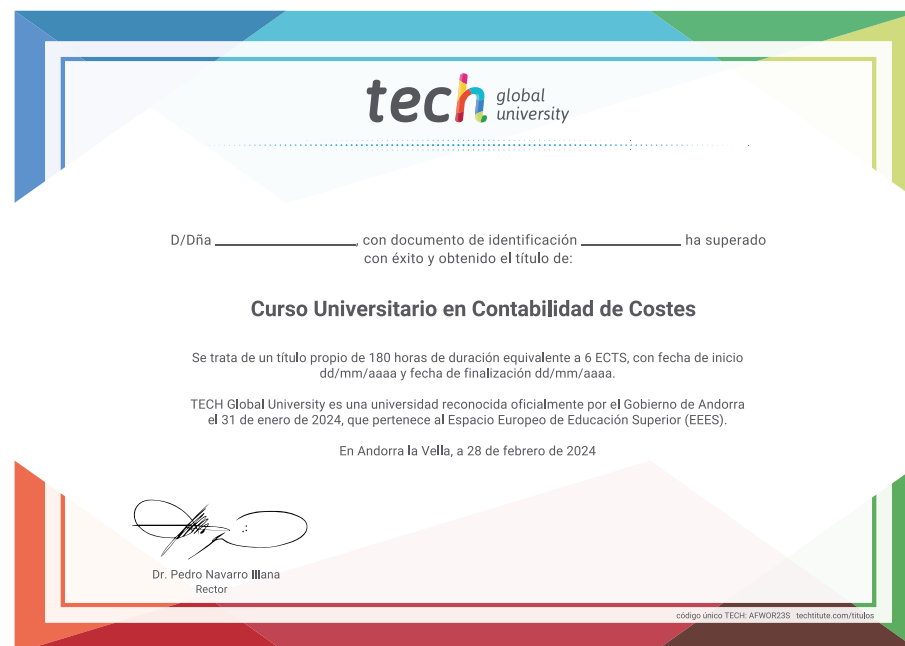 tech global university
D/Dña ____________________, con documento de identificación ______________ ha superado
con éxito y obtenido el título de:
Curso Universitario en Contabilidad de Costes
Se trata de un título propio de 180 horas de duración equivalente a 6 ECTS, con fecha de inicio
dd/mm/aaaa y fecha de finalización dd/mm/aaaa.
TECH Global University es una universidad reconocida oficialmente por el Gobierno de Andorra
el 31 de enero de 2024, que pertenece al Espacio Europeo de Educación Superior (EEES).
En Andorra la Vella, a 28 de febrero de 2024
Dr. Pedro Navarro Illana
Rector
código único TECH: AFWOR23S techtitute.com/titulos